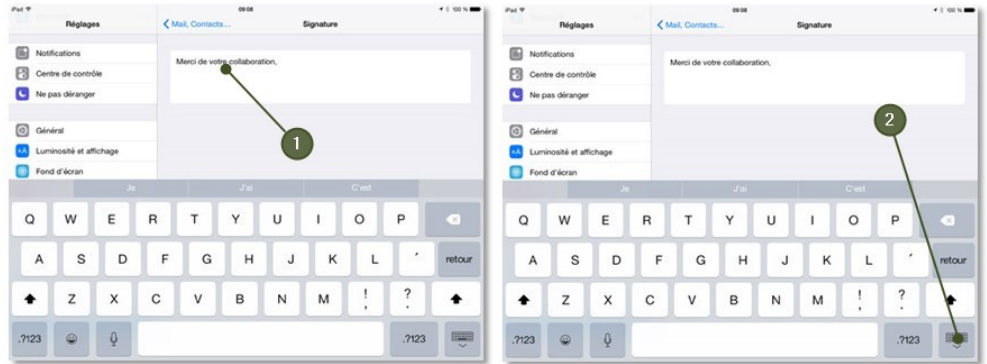 iPad 09:08 100 %
Réglages
Mail, Contacts... Signature
Notifications
Centre de contrôle
Ne pas déranger
Général
Luminosité et affichage
Fond d'écran
Merci de votre collaboration,
1
Je J'ai C'est
Q W E R T Y U I O P
A S D F G H J K L ´ retour
Z X C V B N M ! , ? .
.?123 .?123
iPad 09:08 100 %
Réglages
Mail, Contacts... Signature
Notifications
Centre de contrôle
Ne pas déranger
Général
Luminosité et affichage
Fond d'écran
Merci de votre collaboration,
2
Je J'ai C'est
Q W E R T Y U I O P
A S D F G H J K L ´ retour
Z X C V B N M ! , ? .
.?123 .?123